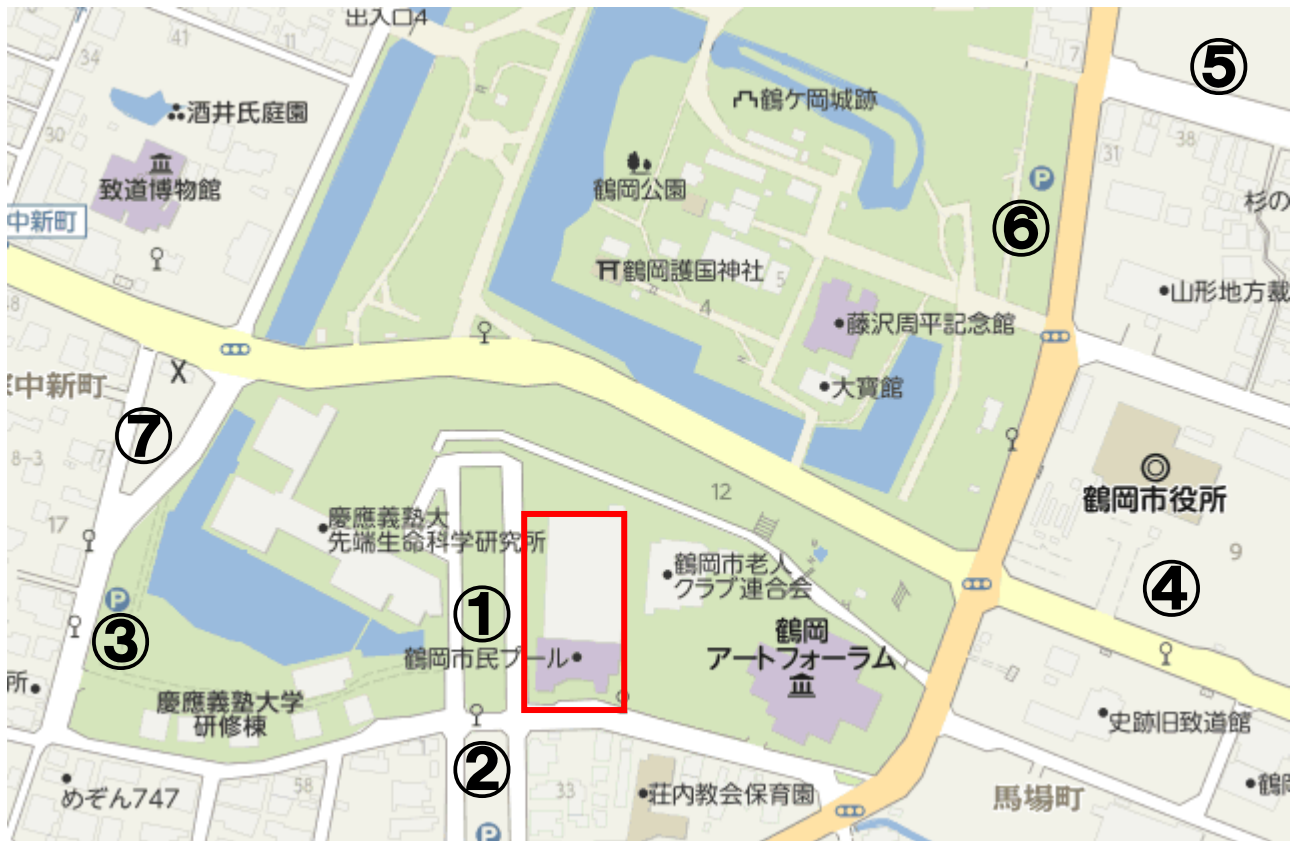 出入口4
41
11
34
⑤
7
酒井氏庭園
鶴ケ岡城跡
38
30
31
P
致道博物館
鶴岡公園
杉の
中新町
⑥
鶴岡護国神社
5
山形地方裁
4
48
藤沢周平記念館
X
大寶館
中新町
⑦
8-3
7
鶴岡市役所
12
17
慶應義塾大
先端生命科学研究所
9
鶴岡市老人
クラブ連合会
④
P
①
③
鶴岡
アートフォーラム
鶴岡市民プール
所
慶應義塾大学
研修棟
史跡旧致道館
②
58
33
めぞん747
荘内教会保育園
馬場町
鶴
P